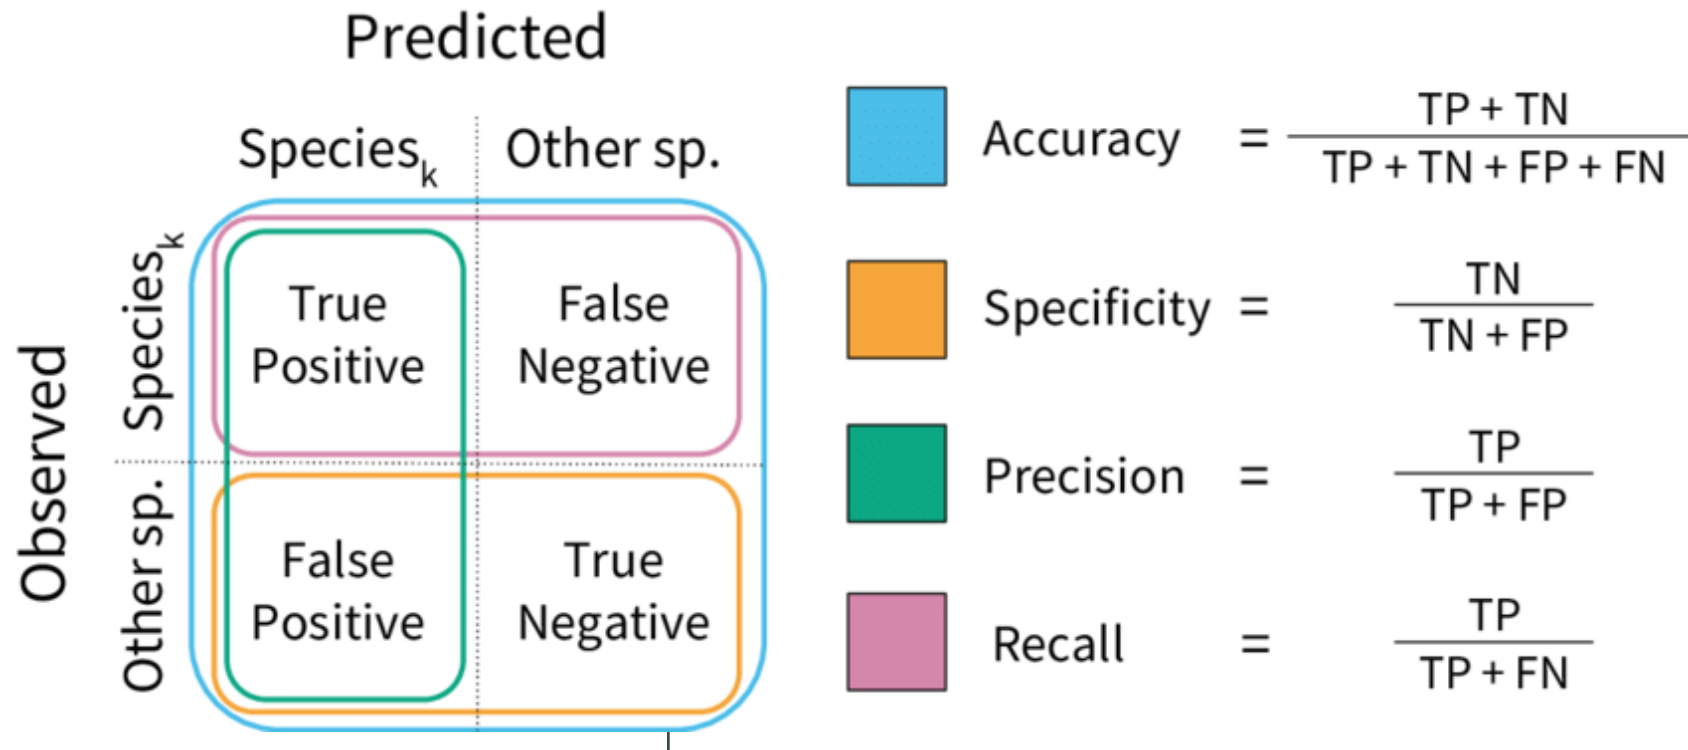 Predicted
Species_k
Other sp.
Observed
Species_k
Other sp.
True
Positive
False
Negative
False
Positive
True
Negative
Accuracy = TP + TN
TP + TN + FP + FN
Specificity = TN
TN + FP
Precision = TP
TP + FP
Recall = TP
TP + FN